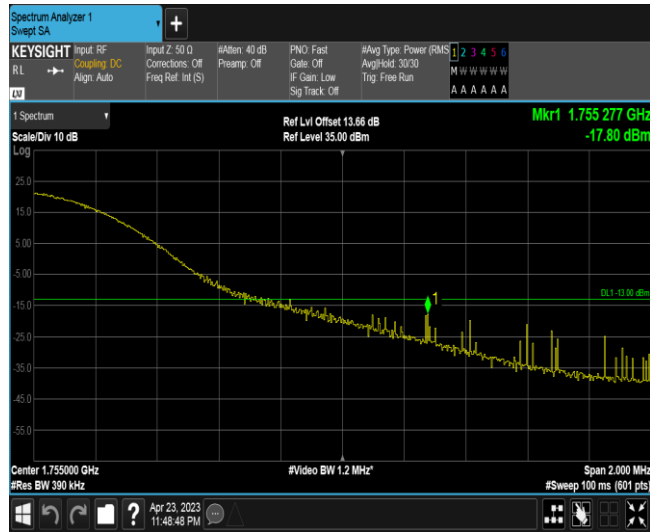 Spectrum Analyzer 1
Swept SA
KEYSIGHT
RL
LXI
Input: RF
Coupling: DC
Align: Auto
Input Z: 50 Ω
Corrections: Off
Freq Ref: Int (S)
#Atten: 40 dB
Preamp: Off
PNO: Fast
Gate: Off
IF Gain: Low
Sig Track: Off
#Avg Type: Power (RMS
Avg|Hold: 30/30
Trig: Free Run
1 2 3 4 5 6
M W W W W W
A A A A A A
1 Spectrum
Scale/Div 10 dB
Log
Ref Lvl Offset 13.66 dB
Ref Level 35.00 dBm
Mkr1 1.755 277 GHz
-17.80 dBm
25.0
15.0
5.00
-5.00
-15.0
-25.0
-35.0
-45.0
-55.0
1
DL1 -13.00 dBm
Center 1.755000 GHz
#Res BW 390 kHz
#Video BW 1.2 MHz*
Span 2.000 MHz
#Sweep 100 ms (601 pts)
?
Apr 23, 2023
11:48:48 PM